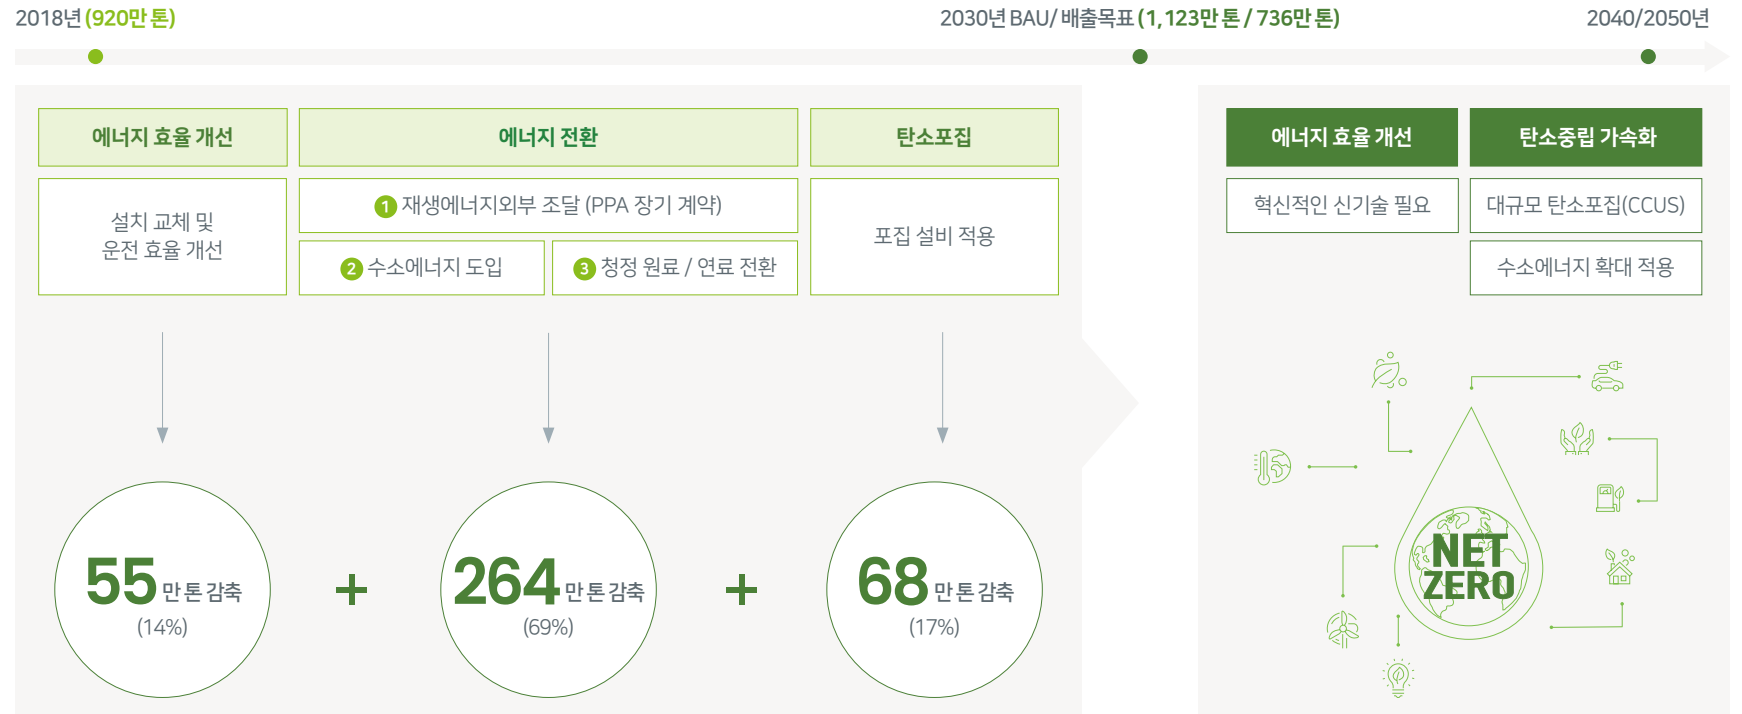 2018년 (920만 톤)
2030년 BAU/ 배출목표 (1,123만 톤 / 736만 톤)
2040/2050년
에너지 효율 개선
에너지 전환
탄소포집
설치 교체 및
운전 효율 개선
1 재생에너지외부 조달 (PPA 장기 계약)
2 수소에너지 도입
3 청정 원료 / 연료 전환
포집 설비 적용
55 만 톤 감축
(14%)
+
264 만 톤 감축
(69%)
+
68 만 톤 감축
(17%)
에너지 효율 개선
탄소중립 가속화
혁신적인 신기술 필요
대규모 탄소포집(CCUS)
수소에너지 확대 적용
NET
ZERO